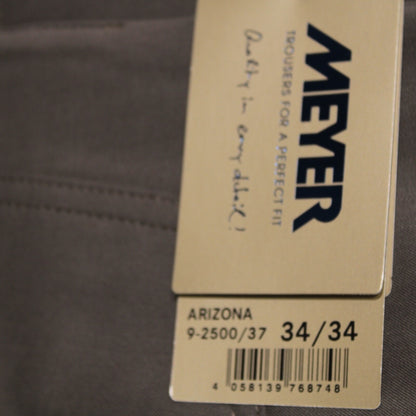 MEYER
TROUSERS FOR A PERFECT FIT
Quality in every detail!
ARIZONA
9-2500/37 34/34
4 058139 768748